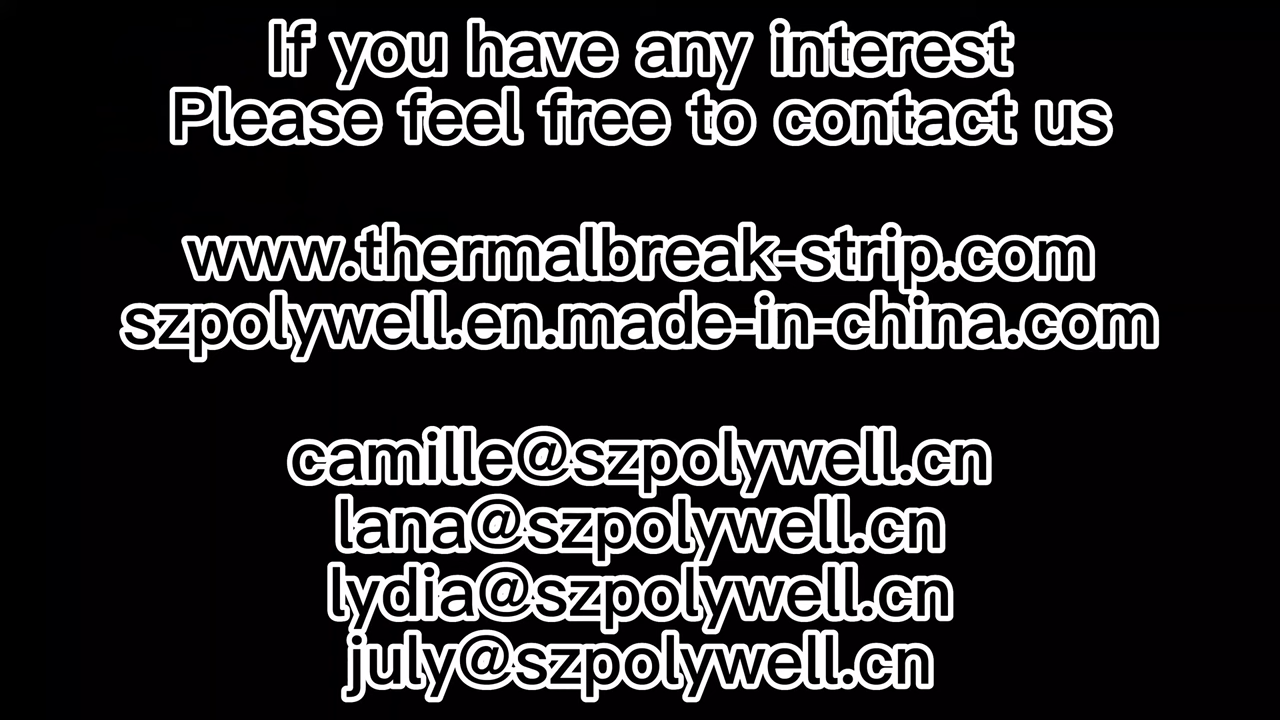 If you have any interest
Please feel free to contact us
www.thermalbreak-strip.com
szpolywell.en.made-in-china.com
camille@szpolywell.cn
lana@szpolywell.cn
lydia@szpolywell.cn
july@szpolywell.cn